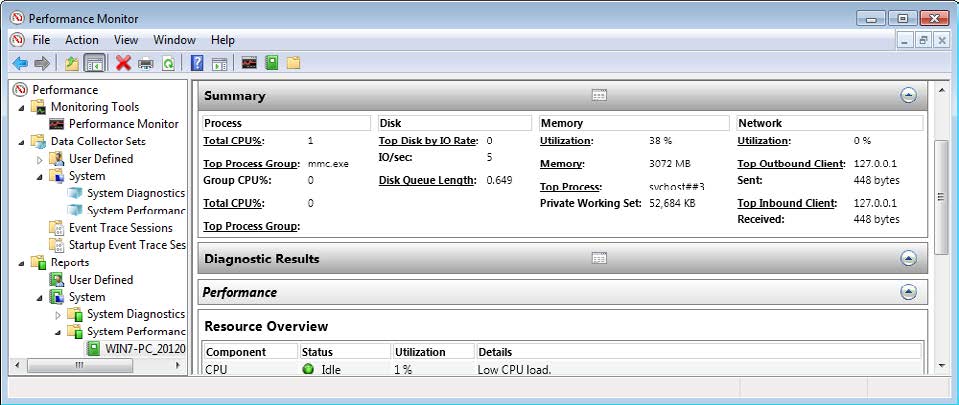 Performance Monitor
File Action View Window Help
Performance
Monitoring Tools
Performance Monitor
Data Collector Sets
User Defined
System
System Diagnostics
System Performanc
Event Trace Sessions
Startup Event Trace Ses
Reports
User Defined
System
System Diagnostics
System Performanc
WIN7-PC_20120
Summary
Process Disk Memory Network
Total CPU%: 1 Top Disk by IO Rate: 0 Utilization: 38 % Utilization: 0 %
Top Process Group: mmc.exe IO/sec: 5 Memory: 3072 MB Top Outbound Client: 127.0.0.1
Group CPU%: 0 Disk Queue Length: 0.649 Top Process: svchost##3 Sent: 448 bytes
Total CPU%: 0 Private Working Set: 52,684 KB Top Inbound Client: 127.0.0.1
Top Process Group: Received: 448 bytes
Diagnostic Results
Performance
Resource Overview
Component Status Utilization Details
CPU Idle 1 % Low CPU load.